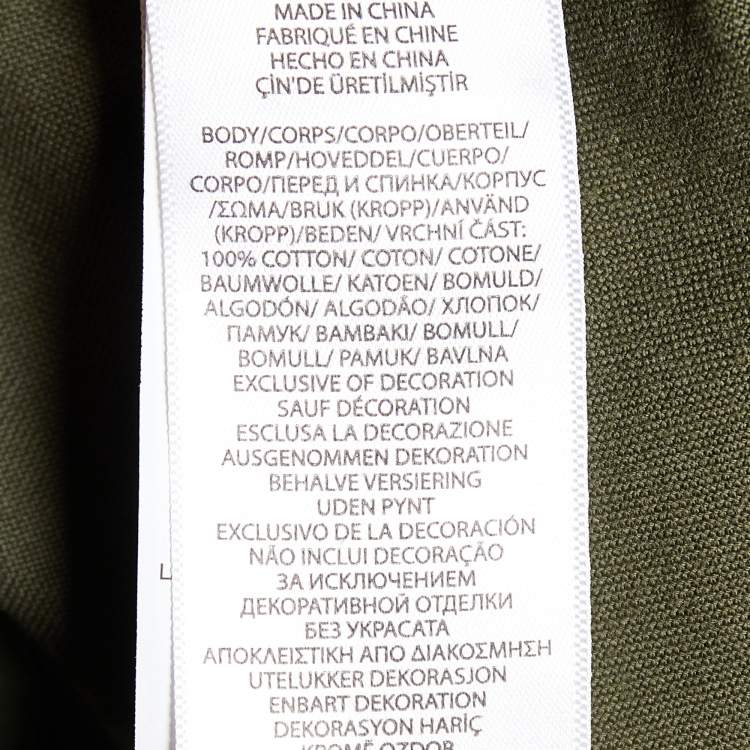 MADE IN CHINA
FABRIQUÉ EN CHINE
HECHO EN CHINA
ÇİN'DE ÜRETİLMİŞTİR
BODY/CORPS/CORPO/OBERTEIL/
ROMP/HOVEDDEL/CUERPO/
CORPO/ПЕРЕД И СПИНКА/КОРПУС
/ΣΩΜΑ/BRUK (KROPP)/ANVÄND
(KROPP)/BEDEN/ VRCHNÍ ČÁST:
100% COTTON/ COTON/ COTONE/
BAUMWOLLE/ KATOEN/ BOMULD/
ALGODÓN/ ALGODÃO/ ХЛОПОК/
ПАМУК/ BAMBAKI/ BOMULL/
BOMULL/ PAMUK/ BAVLNA
EXCLUSIVE OF DECORATION
SAUF DÉCORATION
ESCLUSA LA DECORAZIONE
AUSGENOMMEN DEKORATION
BEHALVE VERSIERING
UDEN PYNT
EXCLUSIVO DE LA DECORACIÓN
NÃO INCLUI DECORAÇÃO
ЗА ИСКЛЮЧЕНИЕМ
ДЕКОРАТИВНОЙ ОТДЕЛКИ
БЕЗ УКРАСАТА
ΑΠΟΚΛΕΙΣΤΙΚΗ ΑΠΟ ΔΙΑΚΟΣΜΗΣΗ
UTELUKKER DEKORASJON
ENBART DEKORATION
DEKORASYON HARİÇ
KROMĚ OZDOB